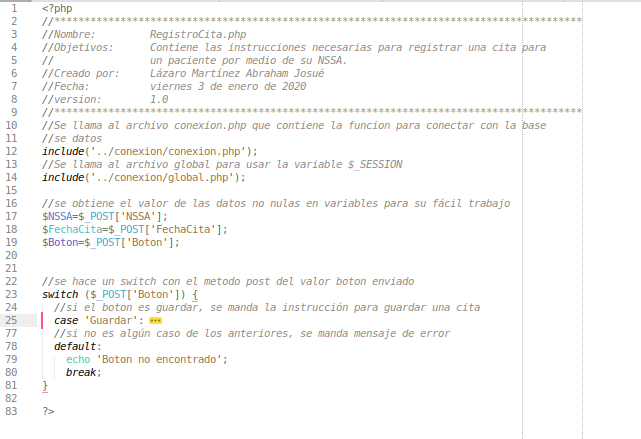 1 <?php
2 //****************************************************************************************
3 //Nombre: RegistroCita.php
4 //Objetivos: Contiene las instrucciones necesarias para registrar una cita para
5 // un paciente por medio de su NSSA.
6 //Creado por: Lázaro Martínez Abraham Josué
7 //Fecha: viernes 3 de enero de 2020
8 //version: 1.0
9 //****************************************************************************************
10 //Se llama al archivo conexion.php que contiene la funcion para conectar con la base
11 //se datos
12 include('../conexion/conexion.php');
13 //Se llama al archivo global para usar la variable $_SESSION
14 include('../conexion/global.php');
15
16 //se obtiene el valor de las datos no nulas en variables para su fácil trabajo
17 $NSSA=$_POST['NSSA'];
18 $FechaCita=$_POST['FechaCita'];
19 $Boton=$_POST['Boton'];
20
21
22 //se hace un switch con el metodo post del valor boton enviado
23 switch ($_POST['Boton']) {
24 //si el boton es guardar, se manda la instrucción para guardar una cita
25 case 'Guardar': ...
77 //si no es algún caso de los anteriores, se manda mensaje de error
78 default:
79 echo 'Boton no encontrado';
80 break;
81 }
82
83 ?>